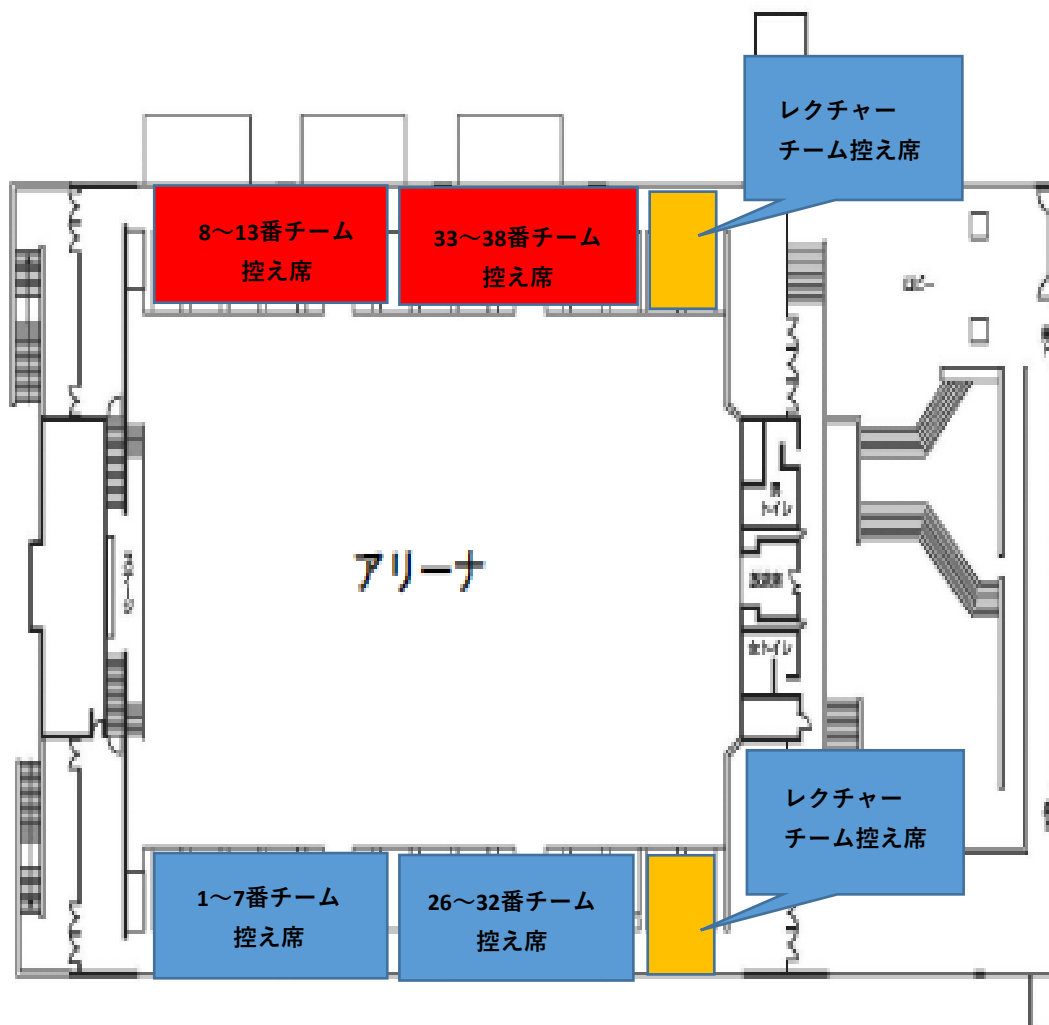 レクチャー
チーム控え席
8～13番チーム
控え席
33～38番チーム
控え席
ロビー
男
トイレ
アリーナ
ステージ
女トイレ
レクチャー
チーム控え席
1～7番チーム
控え席
26～32番チーム
控え席